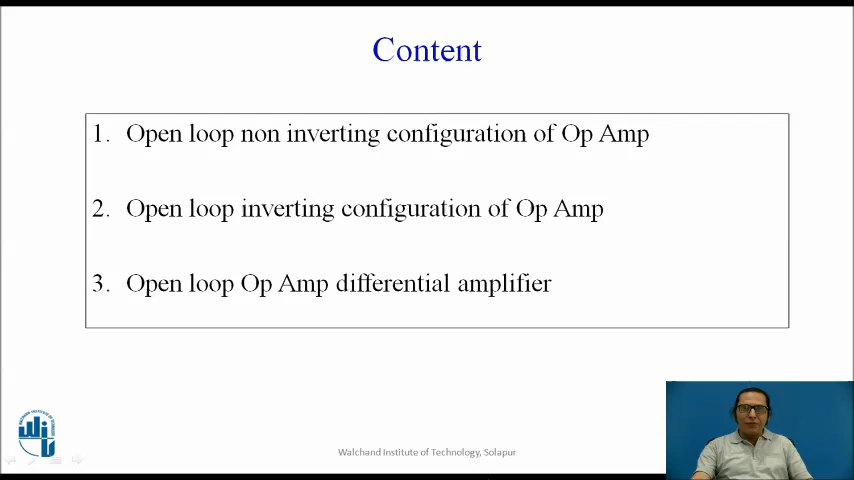 Content
1. Open loop non inverting configuration of Op Amp
2. Open loop inverting configuration of Op Amp
3. Open loop Op Amp differential amplifier
Walchand Institute of Technology, Solapur